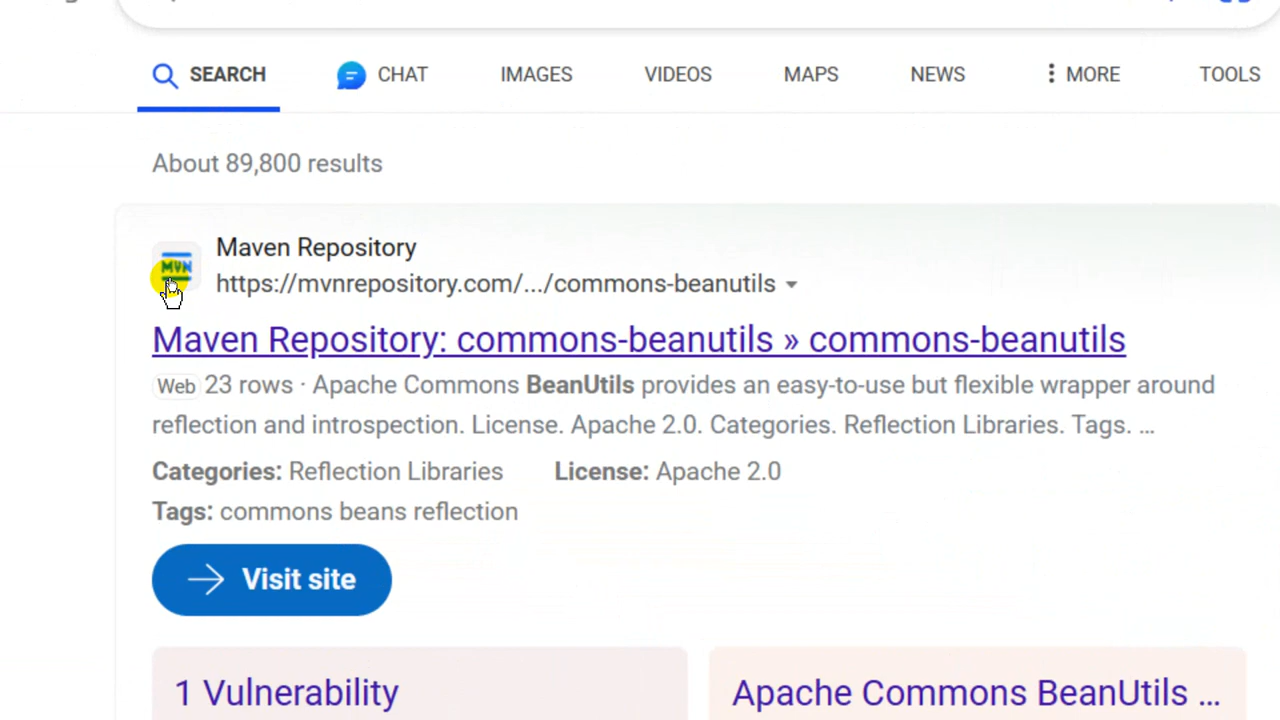 SEARCH CHAT IMAGES VIDEOS MAPS NEWS MORE TOOLS
About 89,800 results
MVN
Maven Repository
https://mvnrepository.com/.../commons-beanutils
Maven Repository: commons-beanutils » commons-beanutils
Web 23 rows · Apache Commons BeanUtils provides an easy-to-use but flexible wrapper around
reflection and introspection. License. Apache 2.0. Categories. Reflection Libraries. Tags. ...
Categories: Reflection Libraries License: Apache 2.0
Tags: commons beans reflection
Visit site
1 Vulnerability Apache Commons BeanUtils ...